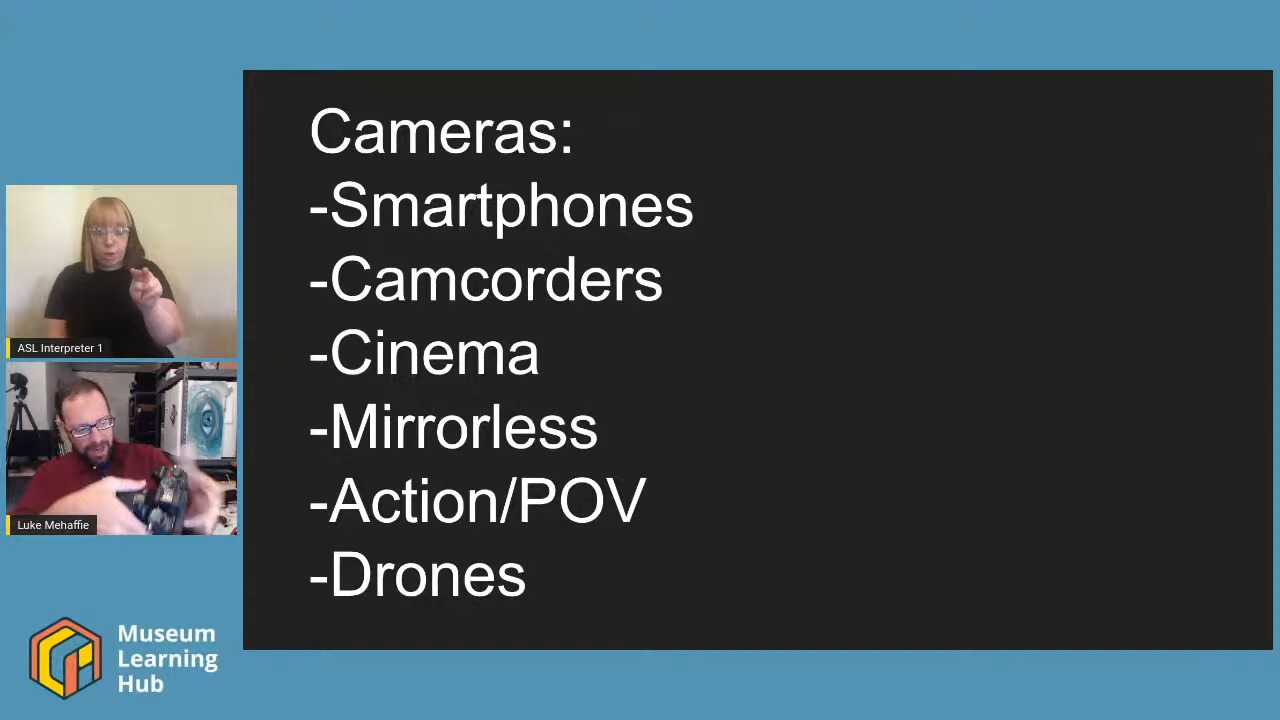 Cameras:
-Smartphones
-Camcorders
-Cinema
-Mirrorless
-Action/POV
-Drones
ASL Interpreter 1
Luke Mehaffie
Museum
Learning
Hub